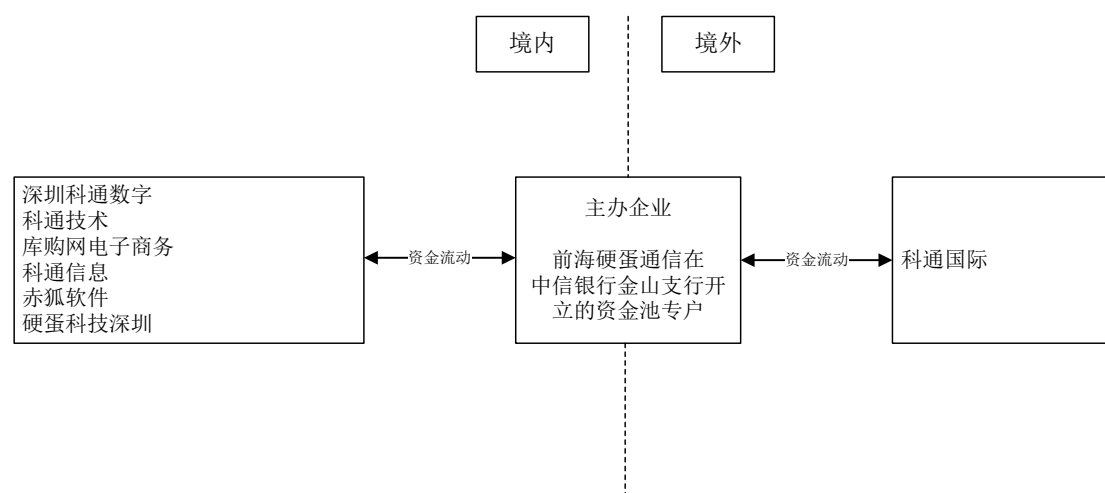 境内
境外
深圳科通数字
科通技术
库购网电子商务
科通信息
赤狐软件
硬蛋科技深圳
资金流动
主办企业
前海硬蛋通信在
中信银行金山支行开
立的资金池专户
资金流动
科通国际